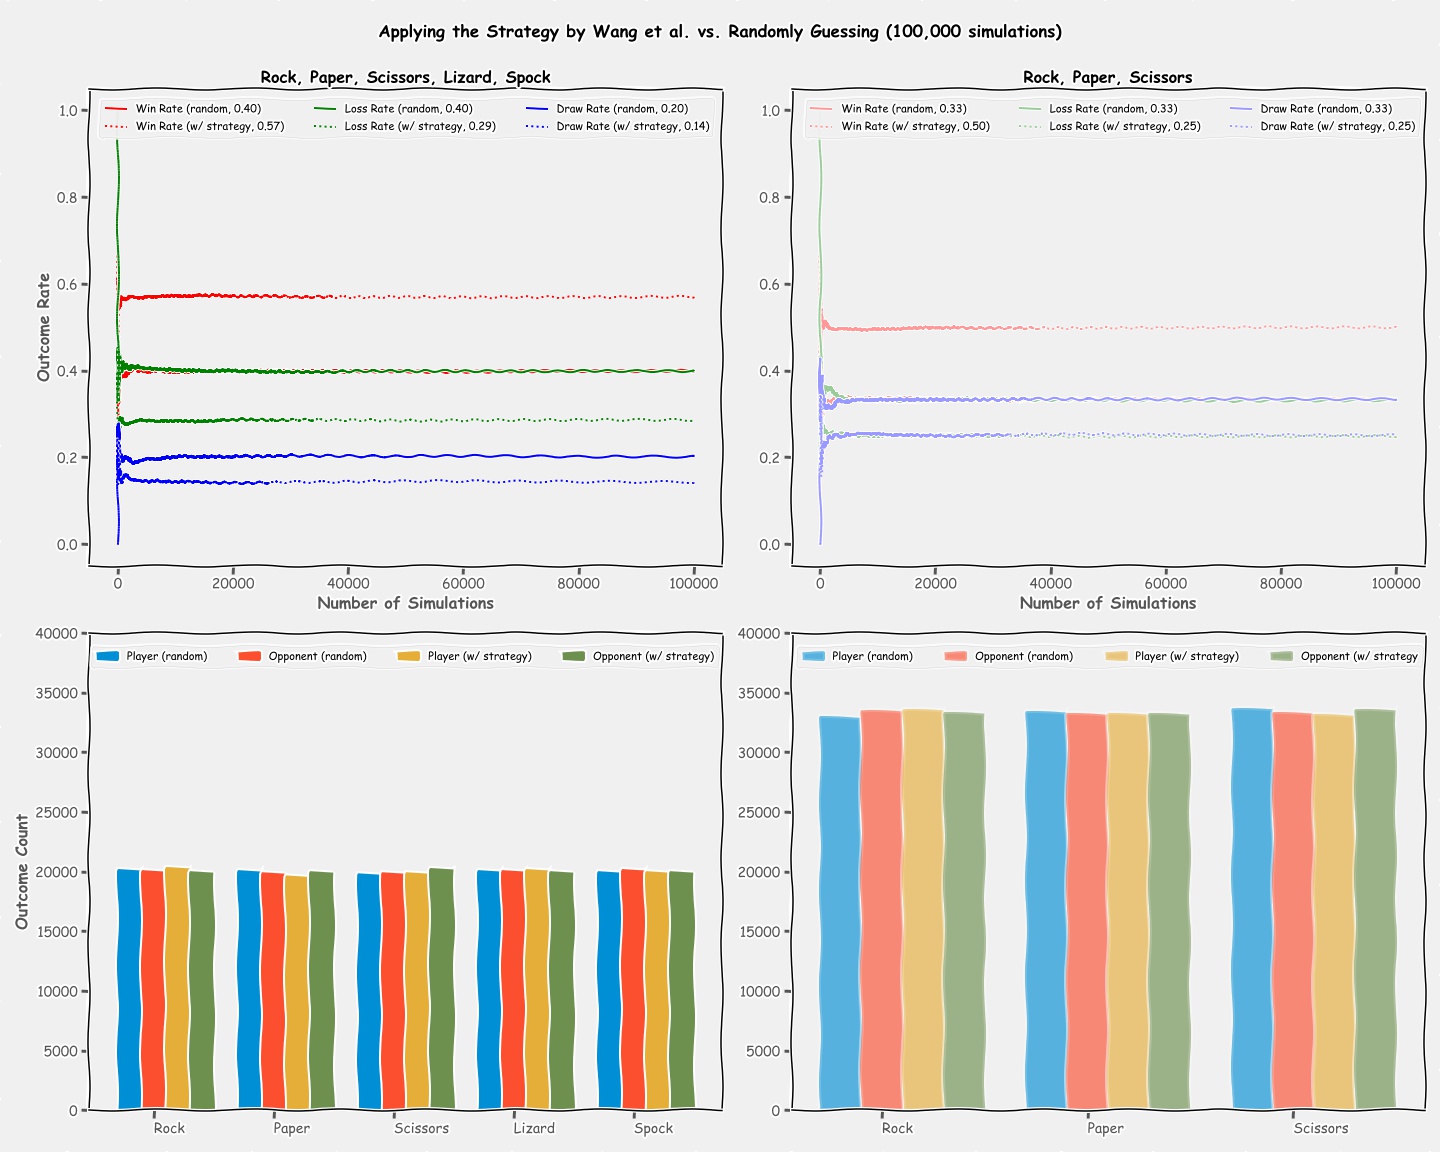 Applying the Strategy by Wang et al. vs. Randomly Guessing (100,000 simulations)
Rock, Paper, Scissors, Lizard, Spock
Win Rate (random, 0.40)
Loss Rate (random, 0.40)
Draw Rate (random, 0.20)
Win Rate (w/ strategy, 0.57)
Loss Rate (w/ strategy, 0.29)
Draw Rate (w/ strategy, 0.14)
1.0
0.8
0.6
0.4
0.2
0.0
Outcome Rate
0 20000 40000 60000 80000 100000
Number of Simulations
Rock, Paper, Scissors
Win Rate (random, 0.33)
Loss Rate (random, 0.33)
Draw Rate (random, 0.33)
Win Rate (w/ strategy, 0.50)
Loss Rate (w/ strategy, 0.25)
Draw Rate (w/ strategy, 0.25)
1.0
0.8
0.6
0.4
0.2
0.0
0 20000 40000 60000 80000 100000
Number of Simulations
Player (random) Opponent (random) Player (w/ strategy) Opponent (w/ strategy)
40000
35000
30000
25000
20000
15000
10000
5000
0
Outcome Count
Rock Paper Scissors Lizard Spock
Player (random) Opponent (random) Player (w/ strategy) Opponent (w/ strategy
40000
35000
30000
25000
20000
15000
10000
5000
0
Rock Paper Scissors